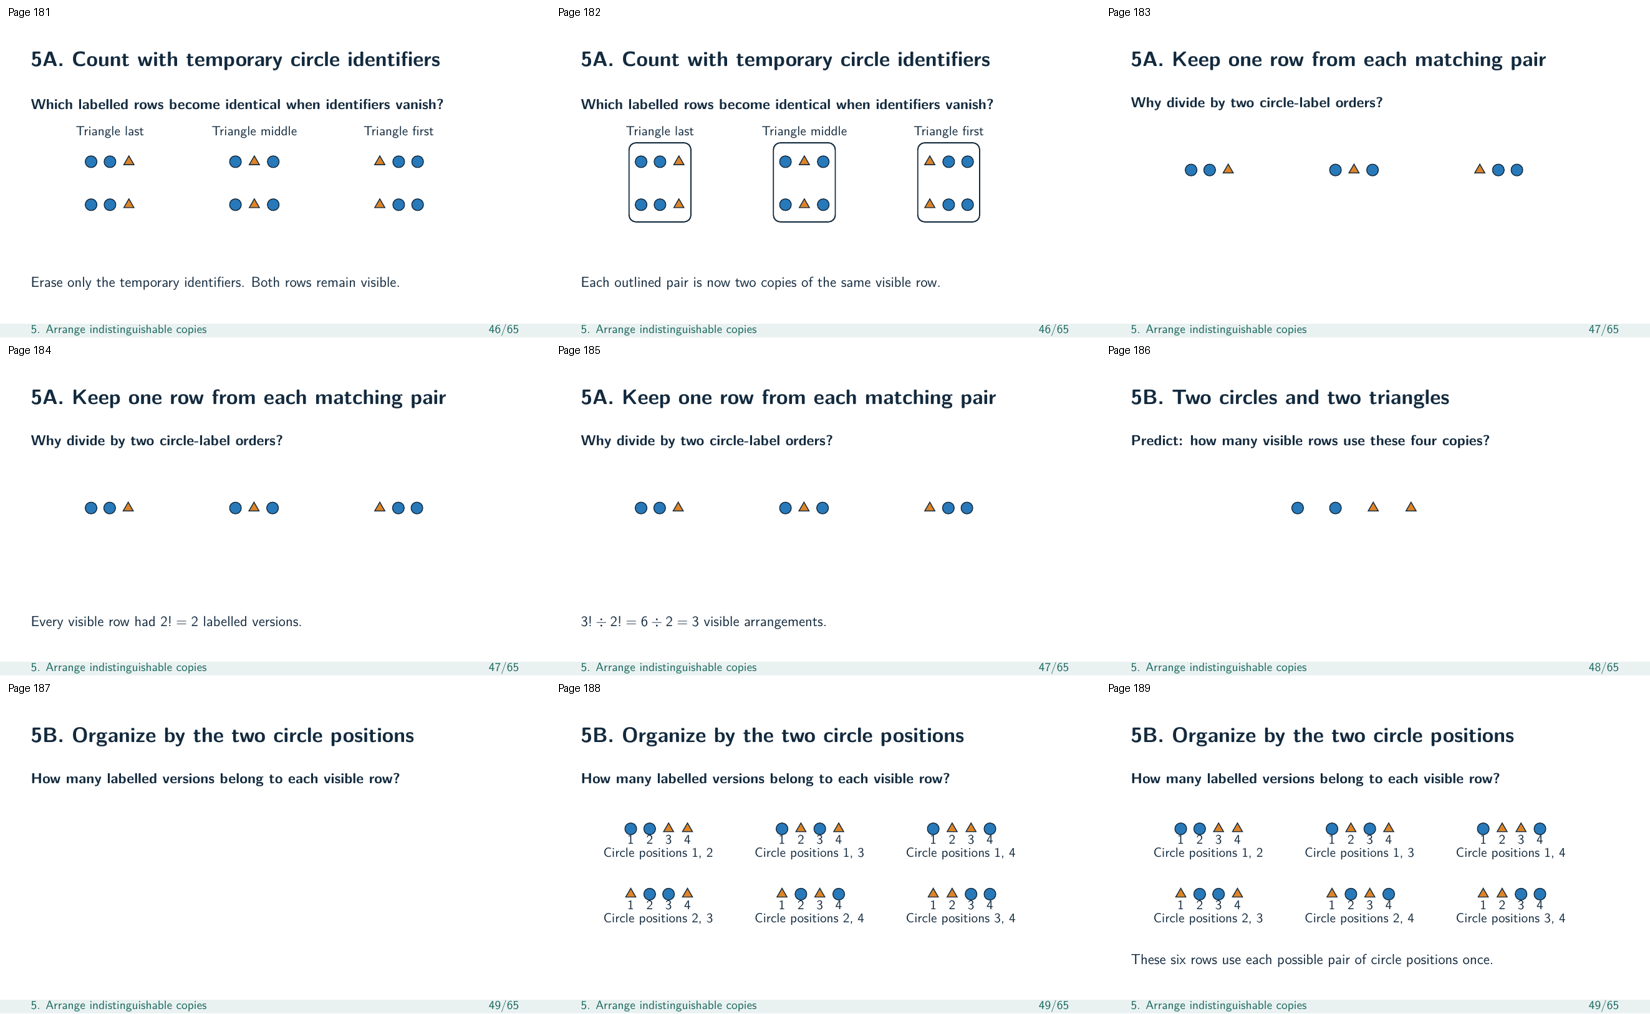 Page 181
5A. Count with temporary circle identifiers
Which labelled rows become identical when identifiers vanish?
Triangle last Triangle middle Triangle first
Erase only the temporary identifiers. Both rows remain visible.
5. Arrange indistinguishable copies 46/65
Page 182
5A. Count with temporary circle identifiers
Which labelled rows become identical when identifiers vanish?
Triangle last Triangle middle Triangle first
Each outlined pair is now two copies of the same visible row.
5. Arrange indistinguishable copies 46/65
Page 183
5A. Keep one row from each matching pair
Why divide by two circle-label orders?
5. Arrange indistinguishable copies 47/65
Page 184
5A. Keep one row from each matching pair
Why divide by two circle-label orders?
Every visible row had 2! = 2 labelled versions.
5. Arrange indistinguishable copies 47/65
Page 185
5A. Keep one row from each matching pair
Why divide by two circle-label orders?
3! ÷ 2! = 6 ÷ 2 = 3 visible arrangements.
5. Arrange indistinguishable copies 47/65
Page 186
5B. Two circles and two triangles
Predict: how many visible rows use these four copies?
5. Arrange indistinguishable copies 48/65
Page 187
5B. Organize by the two circle positions
How many labelled versions belong to each visible row?
5. Arrange indistinguishable copies 49/65
Page 188
5B. Organize by the two circle positions
How many labelled versions belong to each visible row?
1 2 3 4 1 2 3 4 1 2 3 4
Circle positions 1, 2 Circle positions 1, 3 Circle positions 1, 4
1 2 3 4 1 2 3 4 1 2 3 4
Circle positions 2, 3 Circle positions 2, 4 Circle positions 3, 4
5. Arrange indistinguishable copies 49/65
Page 189
5B. Organize by the two circle positions
How many labelled versions belong to each visible row?
1 2 3 4 1 2 3 4 1 2 3 4
Circle positions 1, 2 Circle positions 1, 3 Circle positions 1, 4
1 2 3 4 1 2 3 4 1 2 3 4
Circle positions 2, 3 Circle positions 2, 4 Circle positions 3, 4
These six rows use each possible pair of circle positions once.
5. Arrange indistinguishable copies 49/65